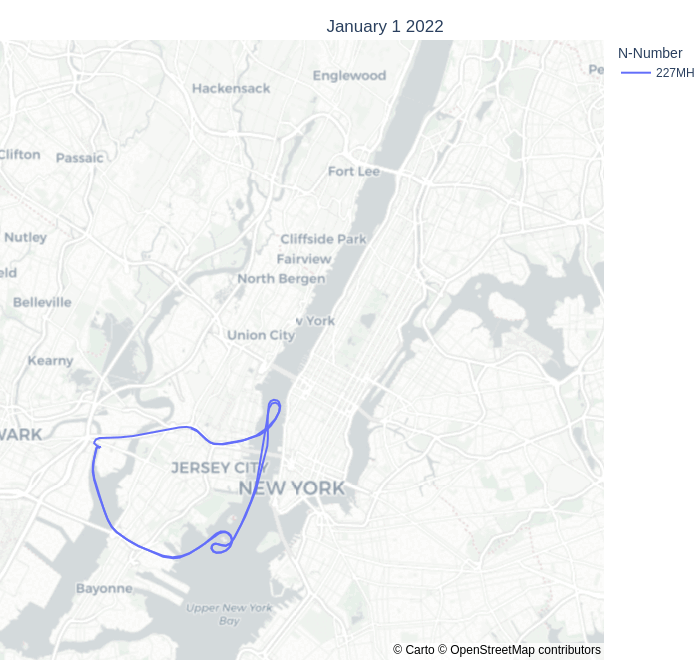 January 1 2022
N-Number
227MH
Englewood
Pe
Hackensack
Clifton
Passaic
Fort Lee
Nutley
Cliffside Park
Fairview
eld
North Bergen
Belleville
v York
Union City
Kearny
WARK
JERSEY CITY
NEW YORK
Bayonne
Upper New York
Bay
© Carto © OpenStreetMap contributors